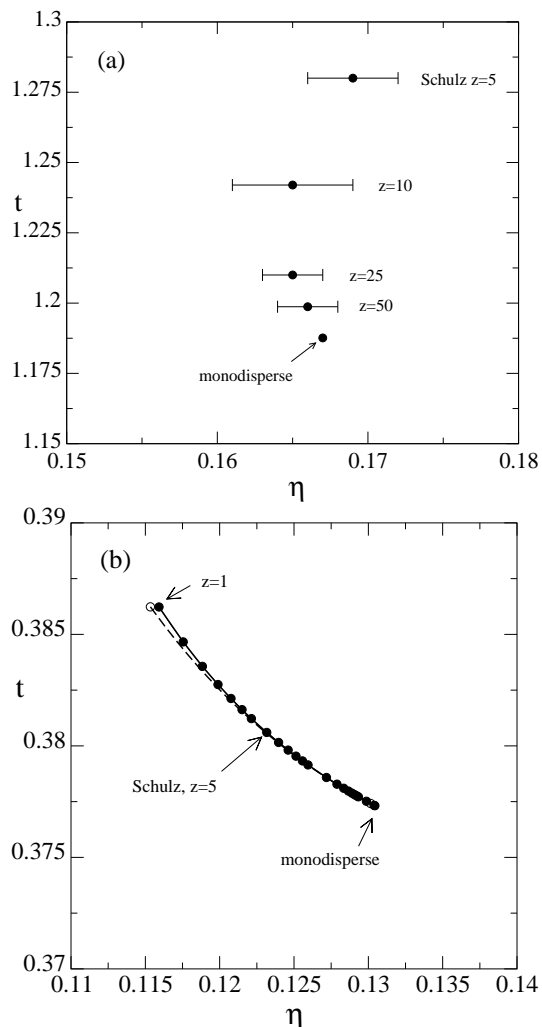 1.3
(a)
1.275
Schulz z=5
1.25
z=10
t
1.225
z=25
1.2
z=50
1.175
monodisperse
1.15
0.15 0.16 0.17 0.18
η
0.39
(b)
z=1
0.385
t
0.38
Schulz, z=5
0.375
monodisperse
0.37
0.11 0.115 0.12 0.125 0.13 0.135 0.14
η